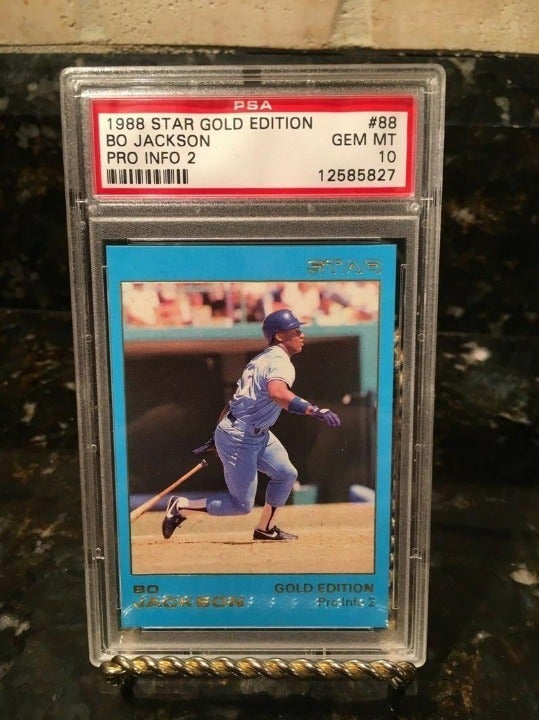 PSA
1988 STAR GOLD EDITION #88
BO JACKSON GEM MT
PRO INFO 2 10
12585827
STAR
BO GOLD EDITION
JACKSON Pro Info 2